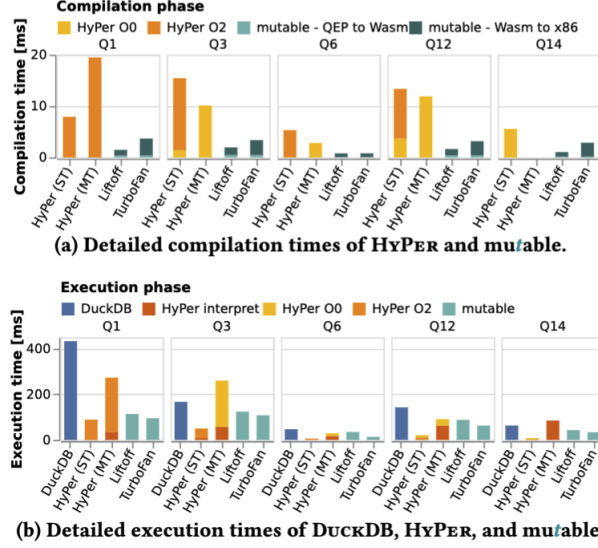 Compilation phase
HyPer O0 HyPer O2 mutable - QEP to Wasm mutable - Wasm to x86
Q1 Q3 Q6 Q12 Q14
Compilation time [ms]
20
10
0
HyPer (ST) HyPer (MT) Liftoff TurboFan HyPer (ST) HyPer (MT) Liftoff TurboFan HyPer (ST) HyPer (MT) Liftoff TurboFan HyPer (ST) HyPer (MT) Liftoff TurboFan HyPer (ST) HyPer (MT) Liftoff TurboFan
(a) Detailed compilation times of HYPER and mutable.
Execution phase
DuckDB HyPer interpret HyPer O0 HyPer O2 mutable
Q1 Q3 Q6 Q12 Q14
Execution time [ms]
400
200
0
DuckDB HyPer (ST) HyPer (MT) Liftoff TurboFan DuckDB HyPer (ST) HyPer (MT) Liftoff TurboFan DuckDB HyPer (ST) HyPer (MT) Liftoff TurboFan DuckDB HyPer (ST) HyPer (MT) Liftoff TurboFan DuckDB HyPer (ST) HyPer (MT) Liftoff TurboFan
(b) Detailed execution times of DUCKDB, HYPER, and mutable